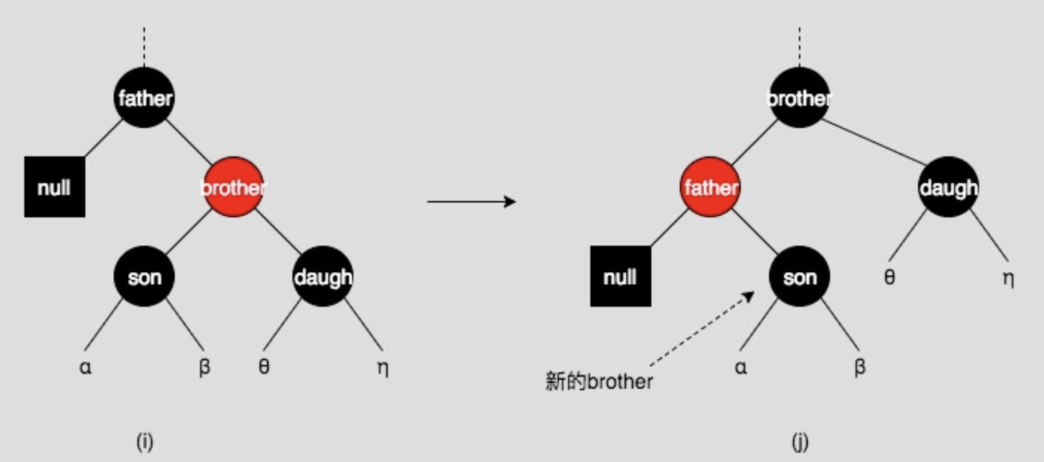 father
null
brother
son
daugh
α
β
θ
η
(i)
brother
father
daugh
null
son
θ
η
α
β
新的brother
(j)